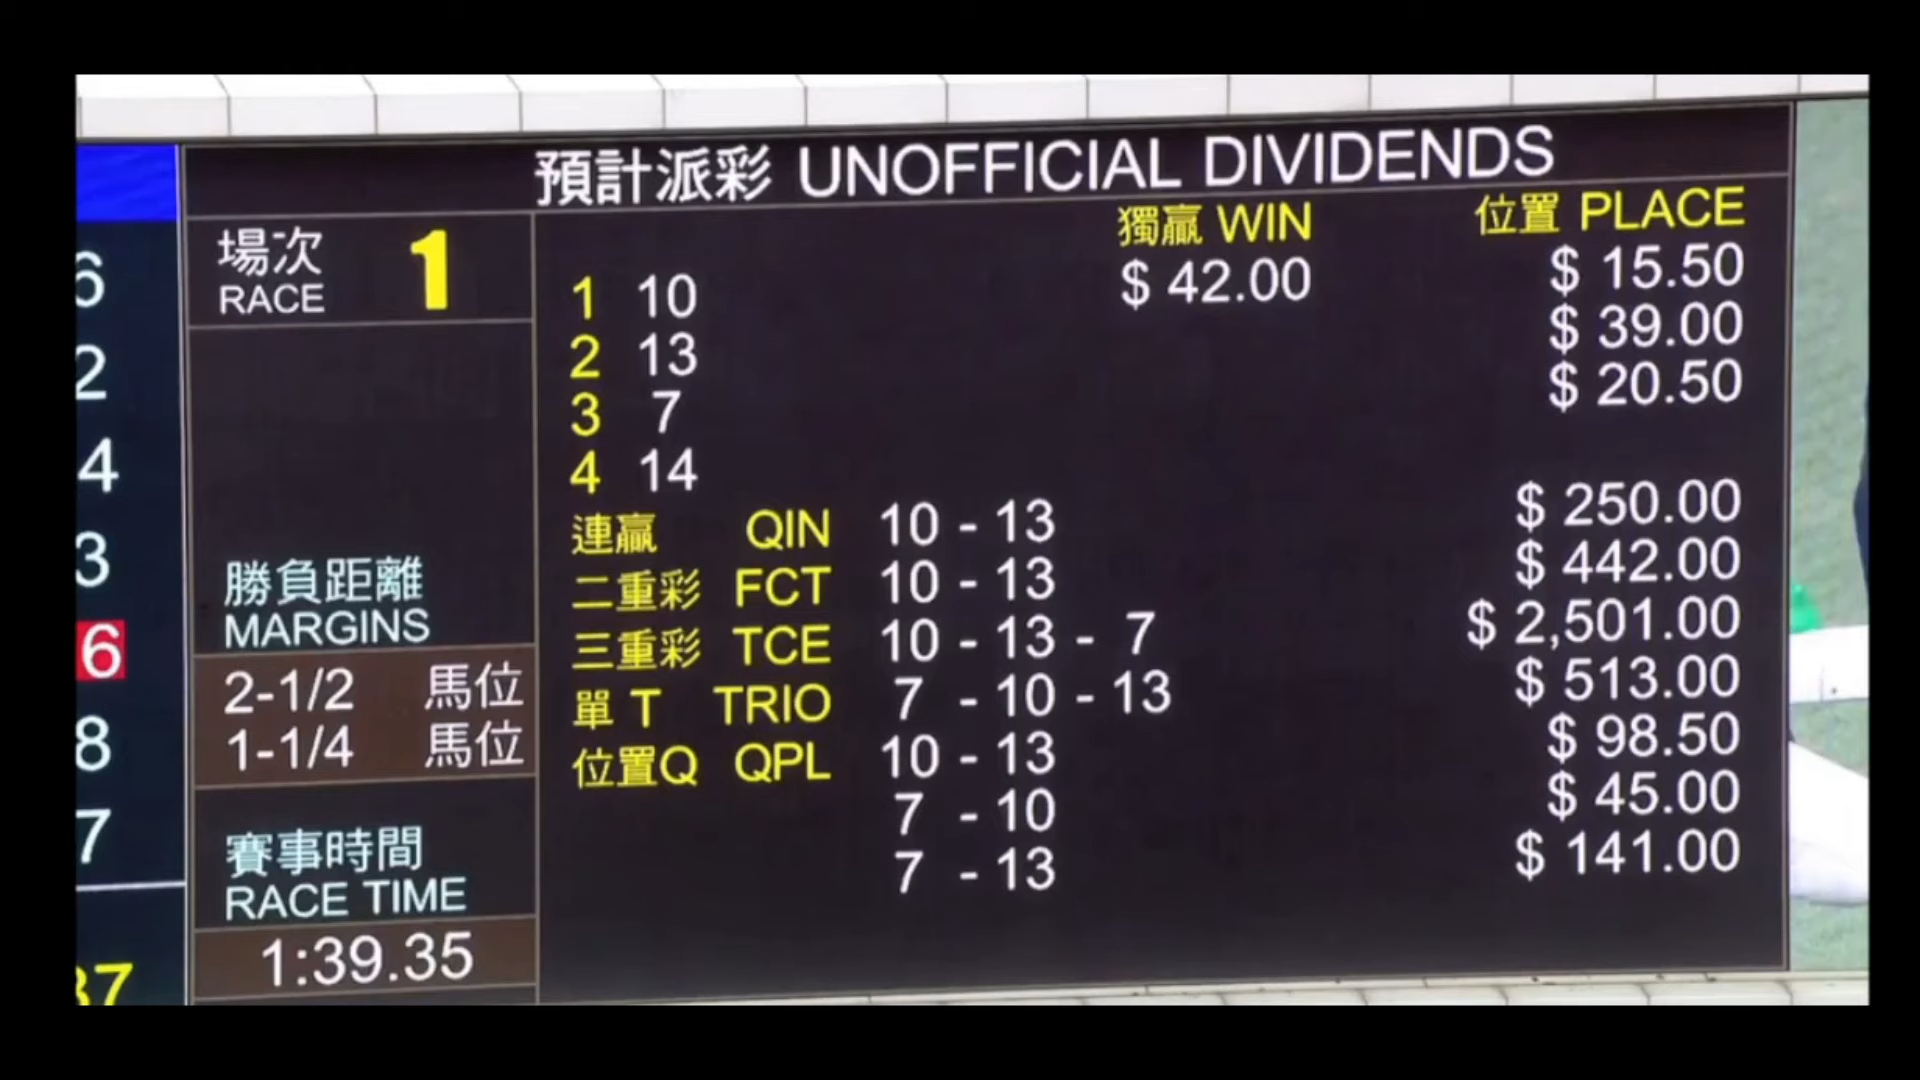 預計派彩 UNOFFICIAL DIVIDENDS
場次 1
RACE
獨贏 WIN 位置 PLACE
1 10 $ 42.00 $ 15.50
2 13 $ 39.00
3 7 $ 20.50
4 14
連贏 QIN 10 - 13 $ 250.00
二重彩 FCT 10 - 13 $ 442.00
三重彩 TCE 10 - 13 - 7 $ 2,501.00
單 T TRIO 7 - 10 - 13 $ 513.00
位置Q QPL 10 - 13 $ 98.50
7 - 10 $ 45.00
7 - 13 $ 141.00
勝負距離
MARGINS
2-1/2 馬位
1-1/4 馬位
賽事時間
RACE TIME
1:39.35
6
2
4
3
6
8
7
37